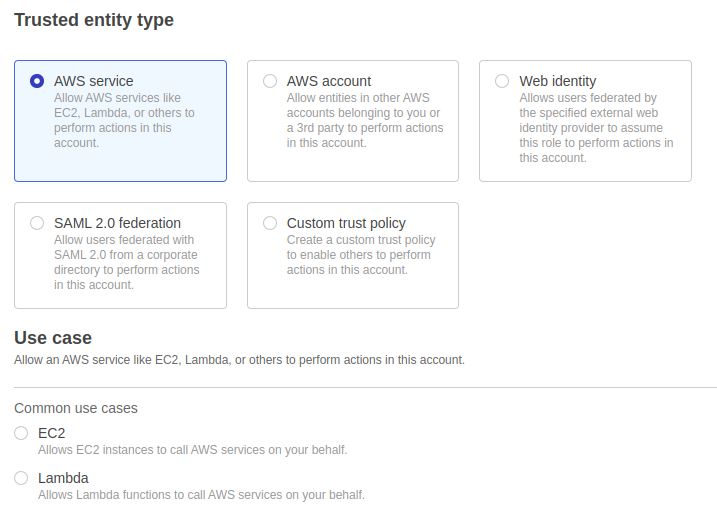 Trusted entity type
AWS service
Allow AWS services like
EC2, Lambda, or others to
perform actions in this
account.
AWS account
Allow entities in other AWS
accounts belonging to you or
a 3rd party to perform actions
in this account.
Web identity
Allows users federated by
the specified external web
identity provider to assume
this role to perform actions in
this account.
SAML 2.0 federation
Allow users federated with
SAML 2.0 from a corporate
directory to perform actions
in this account.
Custom trust policy
Create a custom trust policy
to enable others to perform
actions in this account.
Use case
Allow an AWS service like EC2, Lambda, or others to perform actions in this account.
Common use cases
EC2
Allows EC2 instances to call AWS services on your behalf.
Lambda
Allows Lambda functions to call AWS services on your behalf.